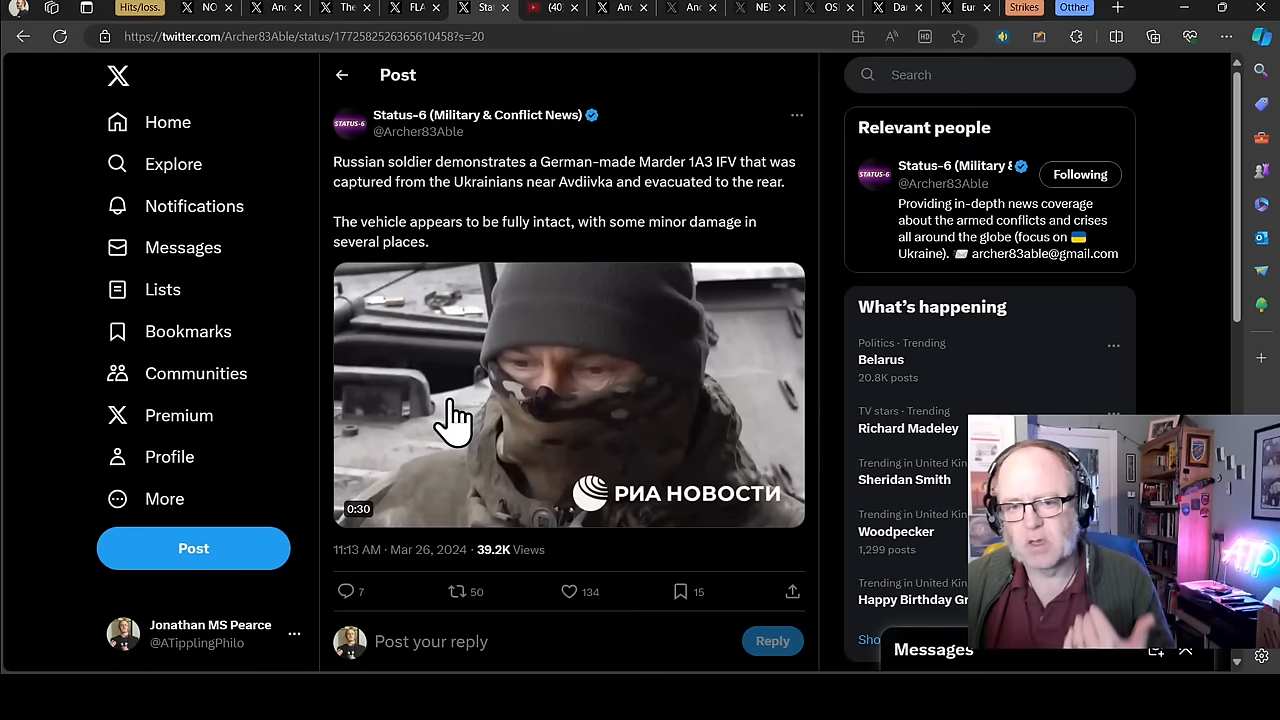 Hits/loss.
NO
An
The
FLA
Sta
(40
An
An
NE
OS
Da
Eur
Strikes
Otther
https://twitter.com/Archer83Able/status/1772582526365610458?s=20
HD
Home
Explore
Notifications
Messages
Lists
Bookmarks
Communities
Premium
Profile
More
Post
Jonathan MS Pearce
@ATipplingPhilo
Post
STATUS-6
Status-6 (Military & Conflict News)
@Archer83Able
Russian soldier demonstrates a German-made Marder 1A3 IFV that was
captured from the Ukrainians near Avdiivka and evacuated to the rear.
The vehicle appears to be fully intact, with some minor damage in
several places.
РИА НОВОСТИ
0:30
11:13 AM · Mar 26, 2024 · 39.2K Views
7
50
134
15
Post your reply
Reply
Search
Relevant people
STATUS-6
Status-6 (Military &
@Archer83Able
Following
Providing in-depth news coverage
about the armed conflicts and crises
all around the globe (focus on
Ukraine). archer83able@gmail.com
What’s happening
Politics · Trending
Belarus
20.8K posts
TV stars · Trending
Richard Madeley
Trending in United Kin
Sheridan Smith
Trending in United Kin
Woodpecker
1,299 posts
Trending in United Kin
Happy Birthday Gr
Sho
Messages
ATP